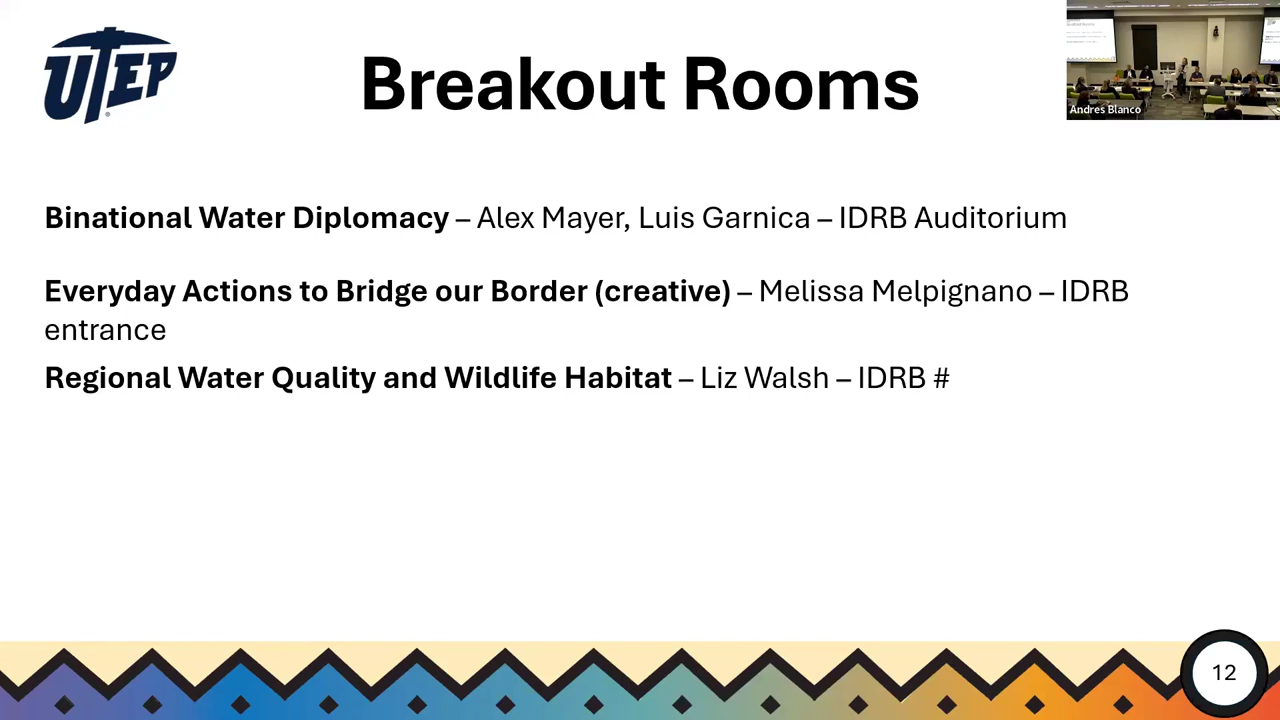 UTEP
Breakout Rooms
Andres Blanco
Binational Water Diplomacy – Alex Mayer, Luis Garnica – IDRB Auditorium
Everyday Actions to Bridge our Border (creative) – Melissa Melpignano – IDRB
entrance
Regional Water Quality and Wildlife Habitat – Liz Walsh – IDRB #
12